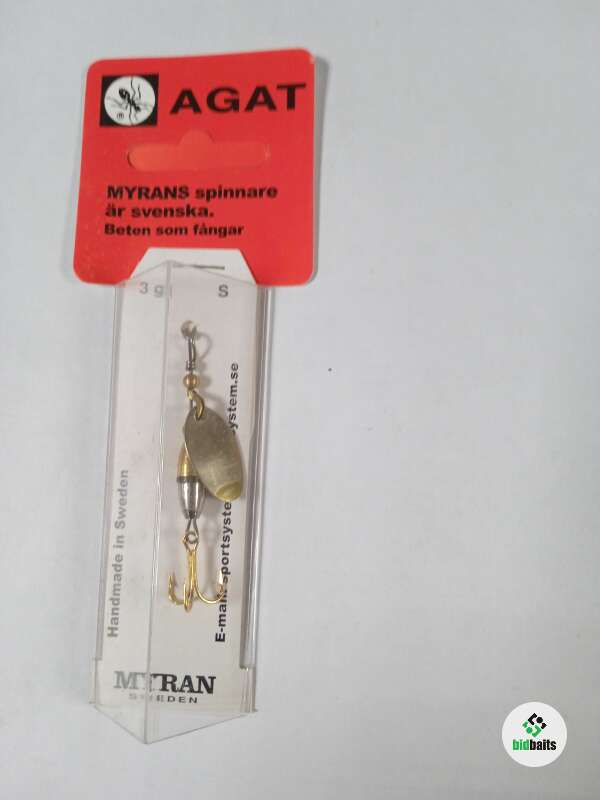 ®
AGAT
MYRANS spinnare
är svenska.
Beten som fångar
3 g
S
Handmade in Sweden
MYRAN
SWEDEN
bidbaits